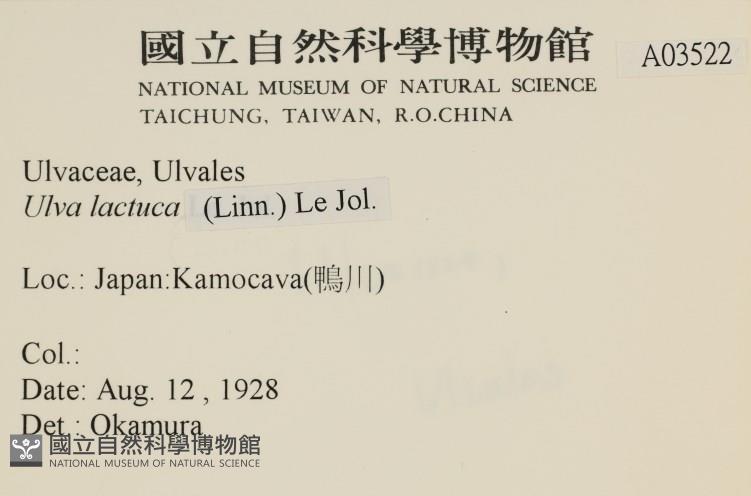 國立自然科學博物館
A03522
NATIONAL MUSEUM OF NATURAL SCIENCE
TAICHUNG, TAIWAN, R.O.CHINA
Ulvaceae, Ulvales
Ulva lactuca (Linn.) Le Jol.
Loc.: Japan:Kamocava(鴨川)
Col.:
Date: Aug. 12 , 1928
Det.: Okamura
國立自然科學博物館
NATIONAL MUSEUM OF NATURAL SCIENCE